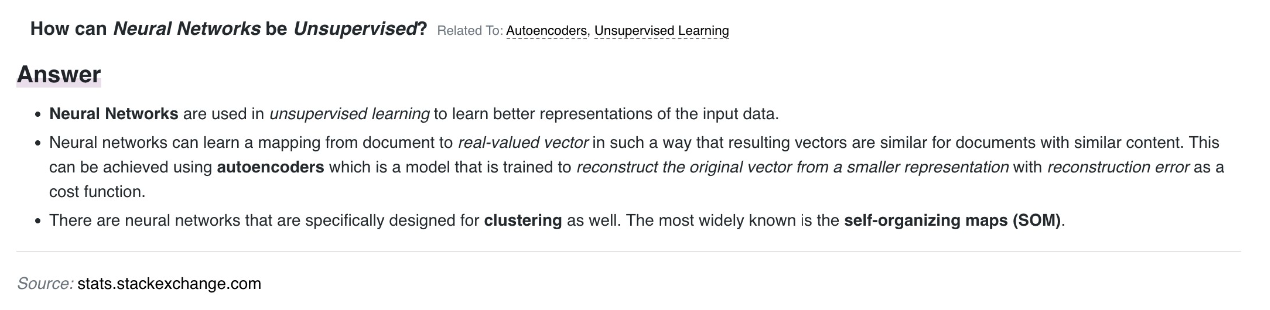 How can Neural Networks be Unsupervised? Related To: Autoencoders, Unsupervised Learning
Answer
• Neural Networks are used in unsupervised learning to learn better representations of the input data.
• Neural networks can learn a mapping from document to real-valued vector in such a way that resulting vectors are similar for documents with similar content. This
can be achieved using autoencoders which is a model that is trained to reconstruct the original vector from a smaller representation with reconstruction error as a
cost function.
• There are neural networks that are specifically designed for clustering as well. The most widely known is the self-organizing maps (SOM).
Source: stats.stackexchange.com